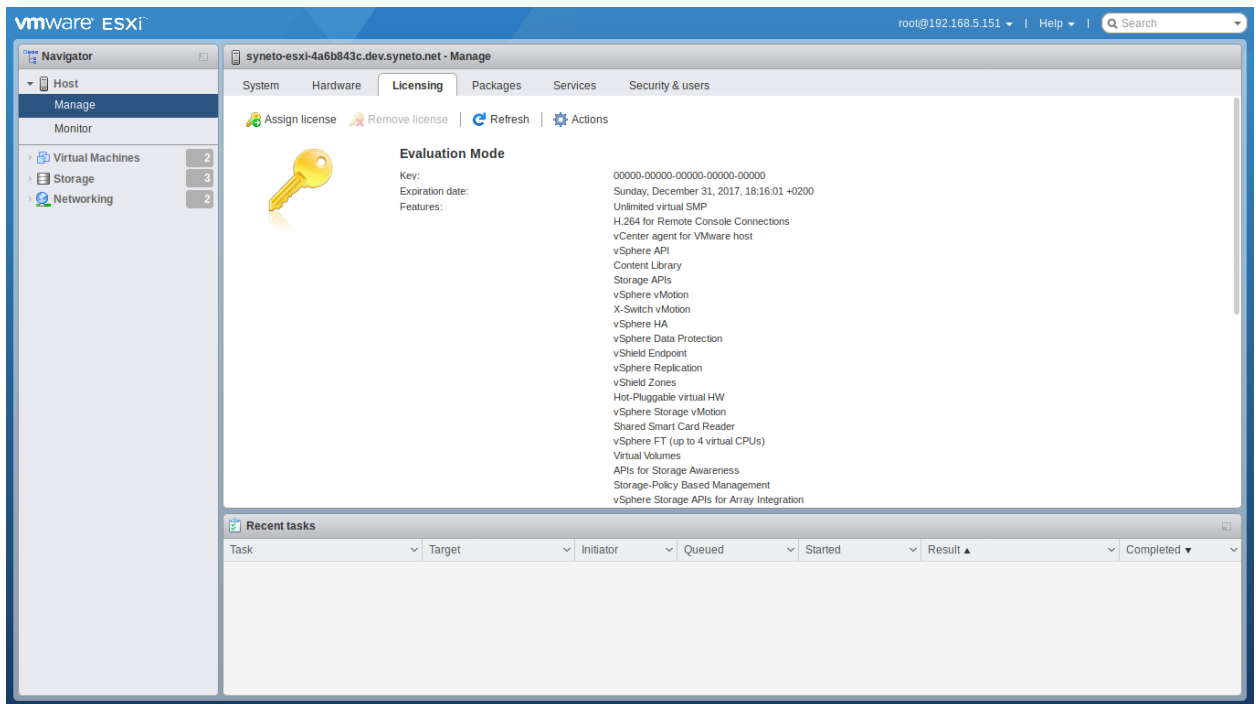 vmware ESXi
root@192.168.5.151 | Help | Search
Navigator
Host
Manage
Monitor
Virtual Machines 2
Storage 3
Networking 2
syneto-esxi-4a6b843c.dev.syneto.net - Manage
System Hardware Licensing Packages Services Security & users
Assign license Remove license | Refresh | Actions
Evaluation Mode
Key: 00000-00000-00000-00000-00000
Expiration date: Sunday, December 31, 2017, 18:16:01 +0200
Features: Unlimited virtual SMP
H.264 for Remote Console Connections
vCenter agent for VMware host
vSphere API
Content Library
Storage APIs
vSphere vMotion
X-Switch vMotion
vSphere HA
vSphere Data Protection
vShield Endpoint
vSphere Replication
vShield Zones
Hot-Pluggable virtual HW
vSphere Storage vMotion
Shared Smart Card Reader
vSphere FT (up to 4 virtual CPUs)
Virtual Volumes
APIs for Storage Awareness
Storage-Policy Based Management
vSphere Storage APIs for Array Integration
Recent tasks
Task Target Initiator Queued Started Result Completed